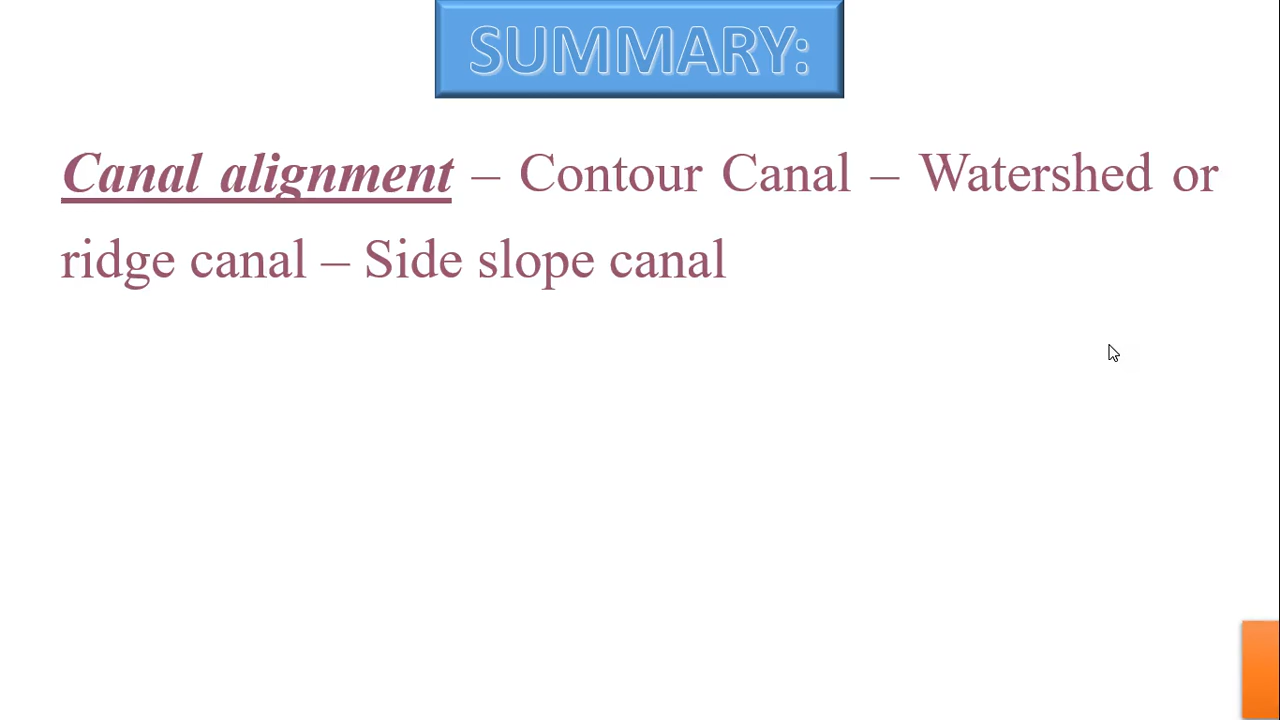 SUMMARY:
Canal alignment – Contour Canal – Watershed or
ridge canal – Side slope canal